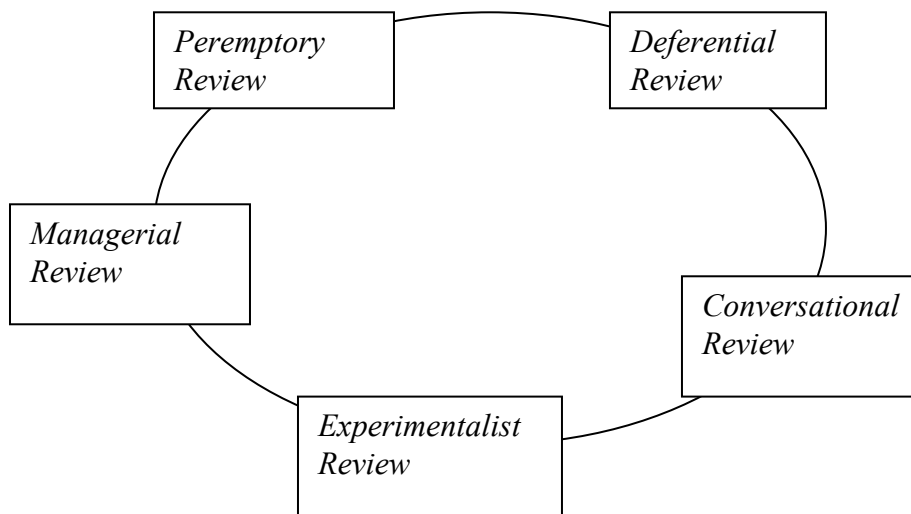 Peremptory
Review
Deferential
Review
Managerial
Review
Conversational
Review
Experimentalist
Review